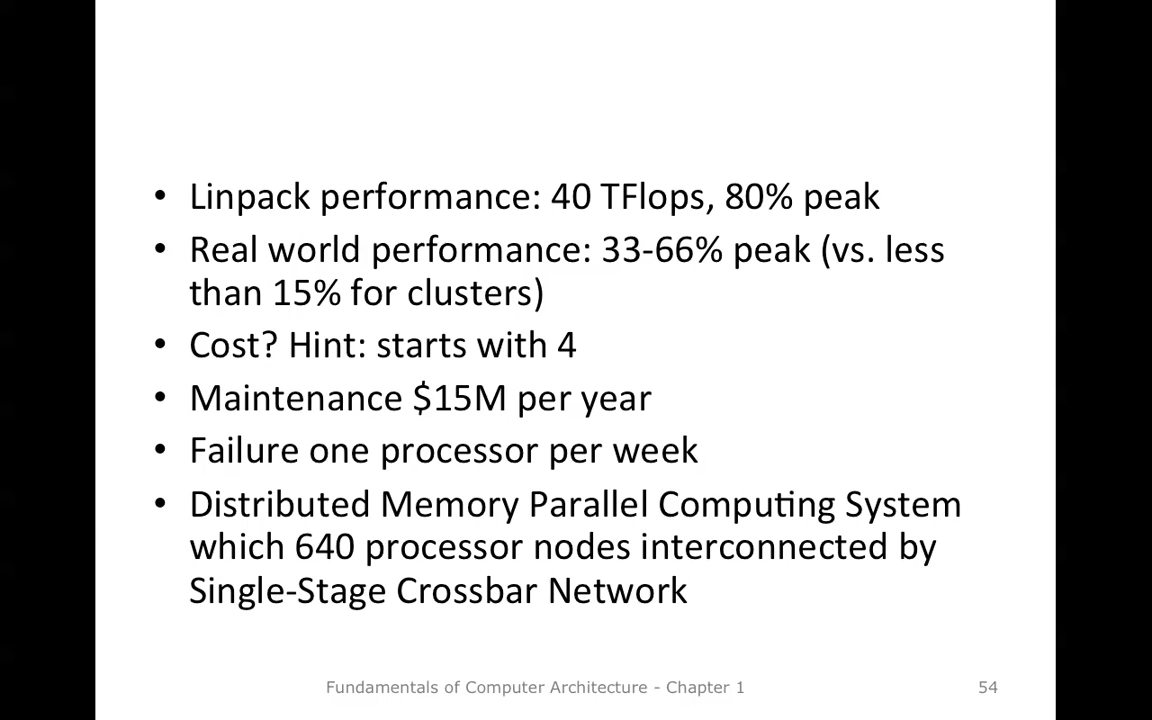 • Linpack performance: 40 TFlops, 80% peak
• Real world performance: 33-66% peak (vs. less
than 15% for clusters)
• Cost? Hint: starts with 4
• Maintenance $15M per year
• Failure one processor per week
• Distributed Memory Parallel Computing System
which 640 processor nodes interconnected by
Single-Stage Crossbar Network
Fundamentals of Computer Architecture - Chapter 1 54